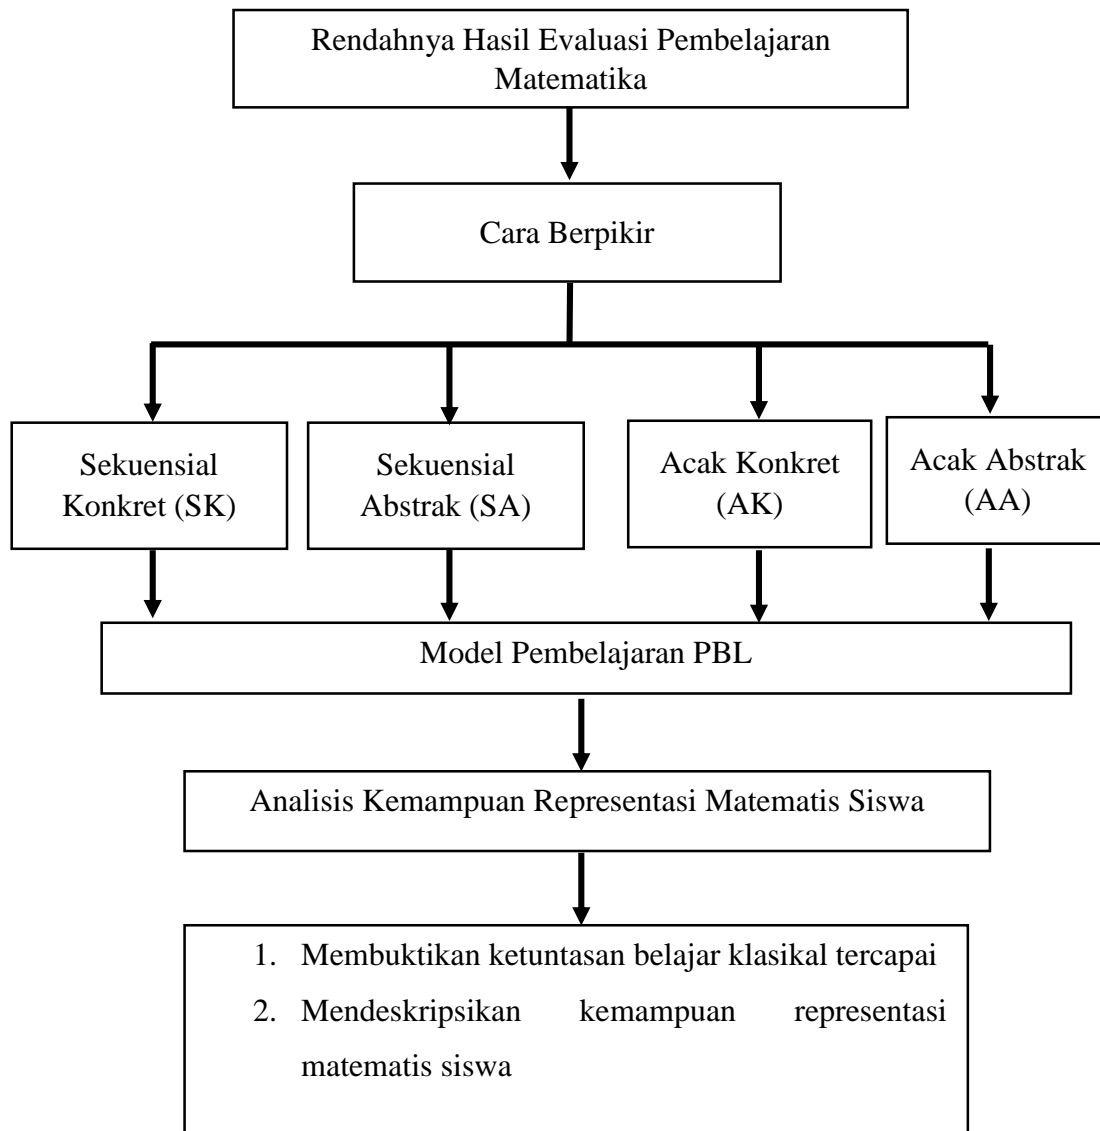 Rendahnya Hasil Evaluasi Pembelajaran
Matematika
Cara Berpikir
Sekuensial
Konkret (SK)
Sekuensial
Abstrak (SA)
Acak Konkret
(AK)
Acak Abstrak
(AA)
Model Pembelajaran PBL
Analisis Kemampuan Representasi Matematis Siswa
1. Membuktikan ketuntasan belajar klasikal tercapai
2. Mendeskripsikan kemampuan representasi
matematis siswa